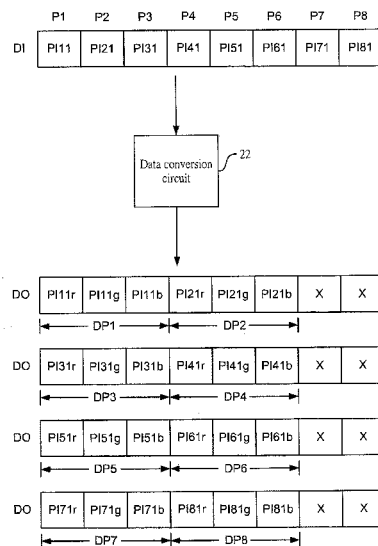 P1 P2 P3 P4 P5 P6 P7 P8
DI PI11 PI21 PI31 PI41 PI51 PI61 PI71 PI81
Data conversion
circuit
22
DO PI11r PI11g PI11b PI21r PI21g PI21b X X
DP1 DP2
DO PI31r PI31g PI31b PI41r PI41g PI41b X X
DP3 DP4
DO PI51r PI51g PI51b PI61r PI61g PI61b X X
DP5 DP6
DO PI71r PI71g PI71b PI81r PI81g PI81b X X
DP7 DP8